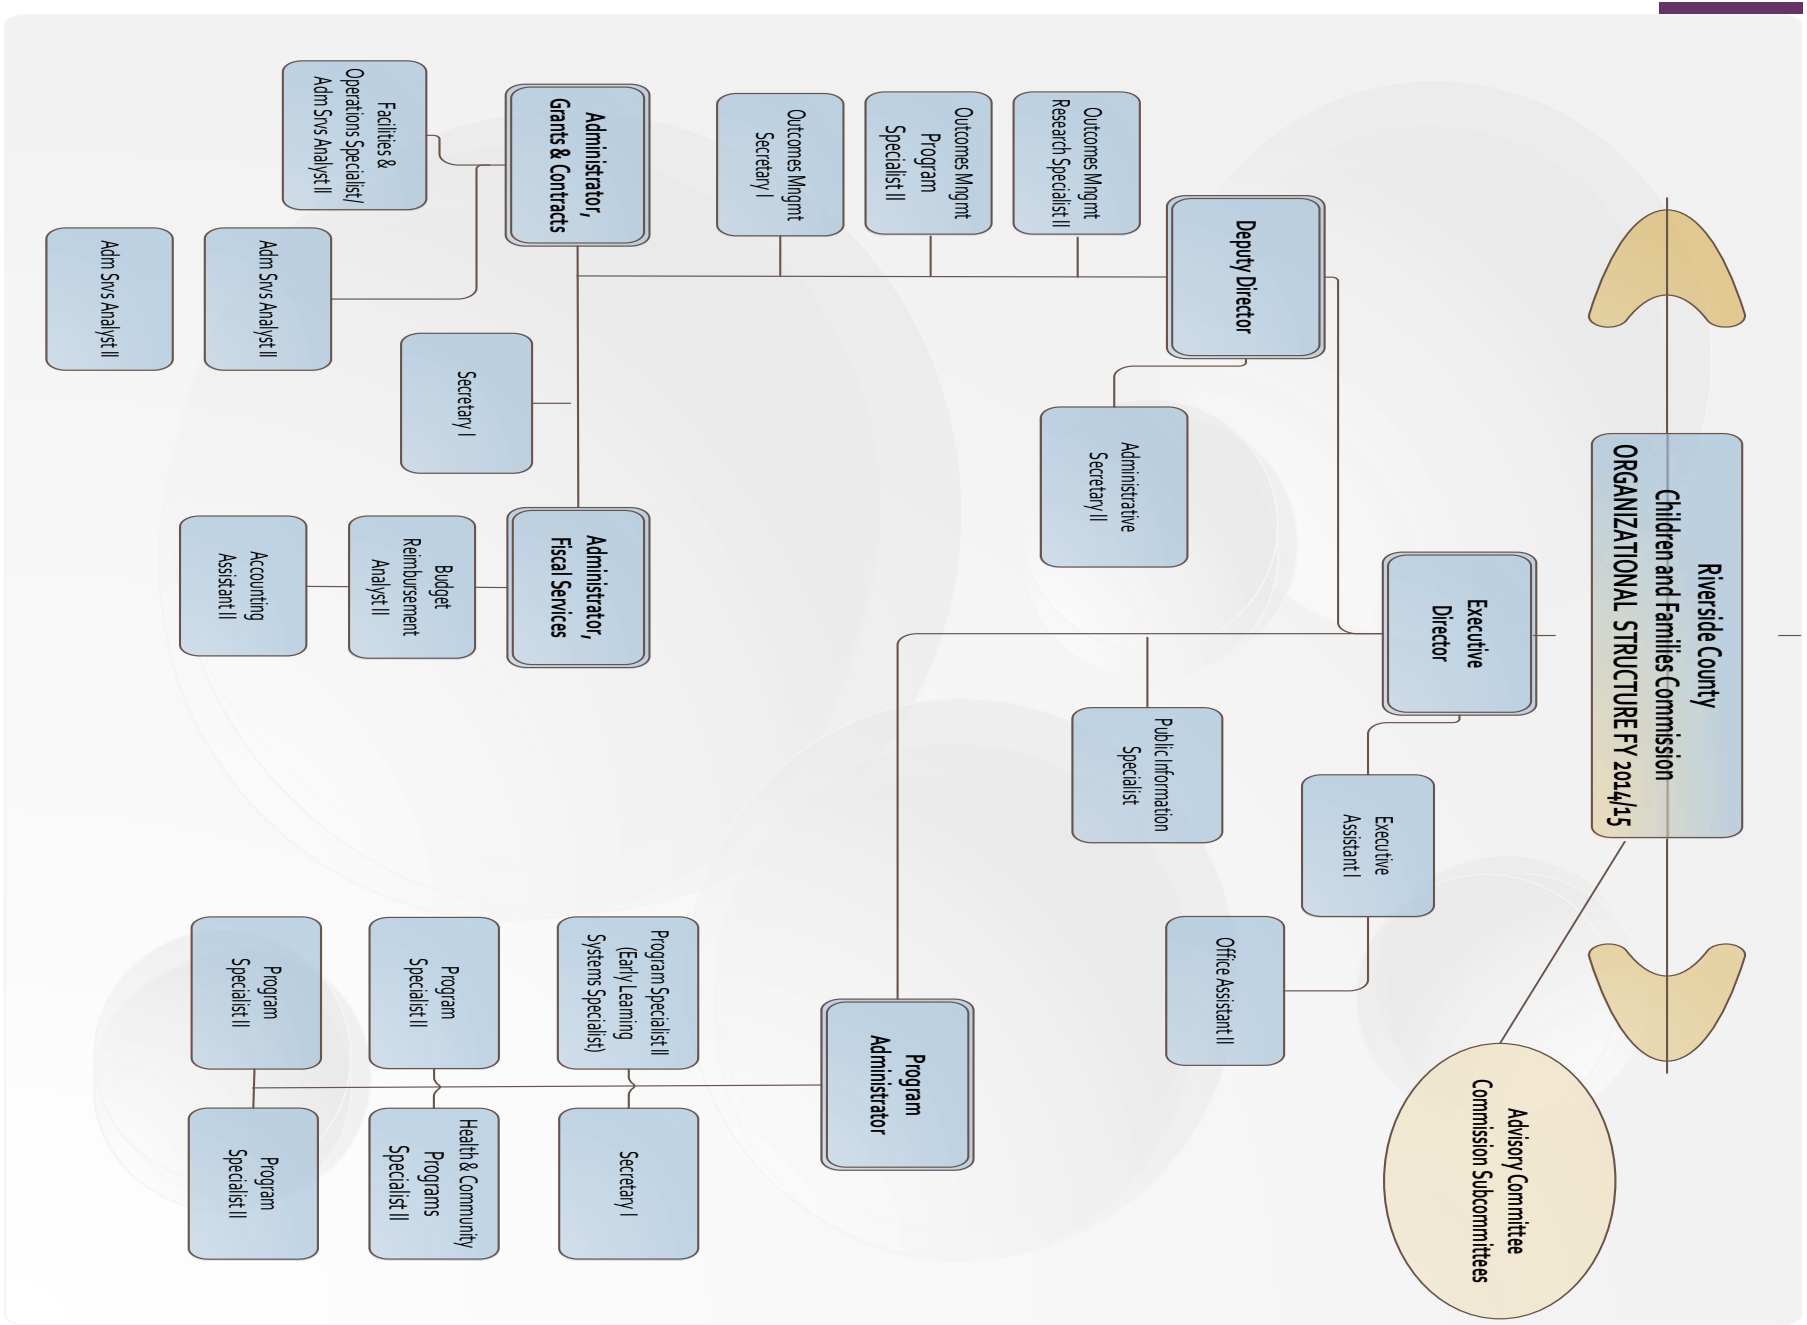 Riverside County
Children and Families Commission
ORGANIZATIONAL STRUCTURE FY 2014/15
Advisory Committee
Commission Subcommittees
Executive
Director
Executive
Assistant I
Office Assistant II
Public Information
Specialist
Deputy Director
Administrative
Secretary II
Outcomes Mngmt
Research Specialist II
Outcomes Mngmt
Program
Specialist II
Outcomes Mngmt
Secretary I
Program
Administrator
Administrator,
Grants & Contracts
Administrator,
Fiscal Services
Secretary I
Facilities &
Operations Specialist/
Adm Srvs Analyst II
Adm Srvs Analyst II
Adm Srvs Analyst II
Budget
Reimbursement
Analyst II
Accounting
Assistant II
Program Specialist II
(Early Learning
Systems Specialist)
Secretary I
Program
Specialist II
Health & Community
Programs
Specialist II
Program
Specialist II
Program
Specialist II